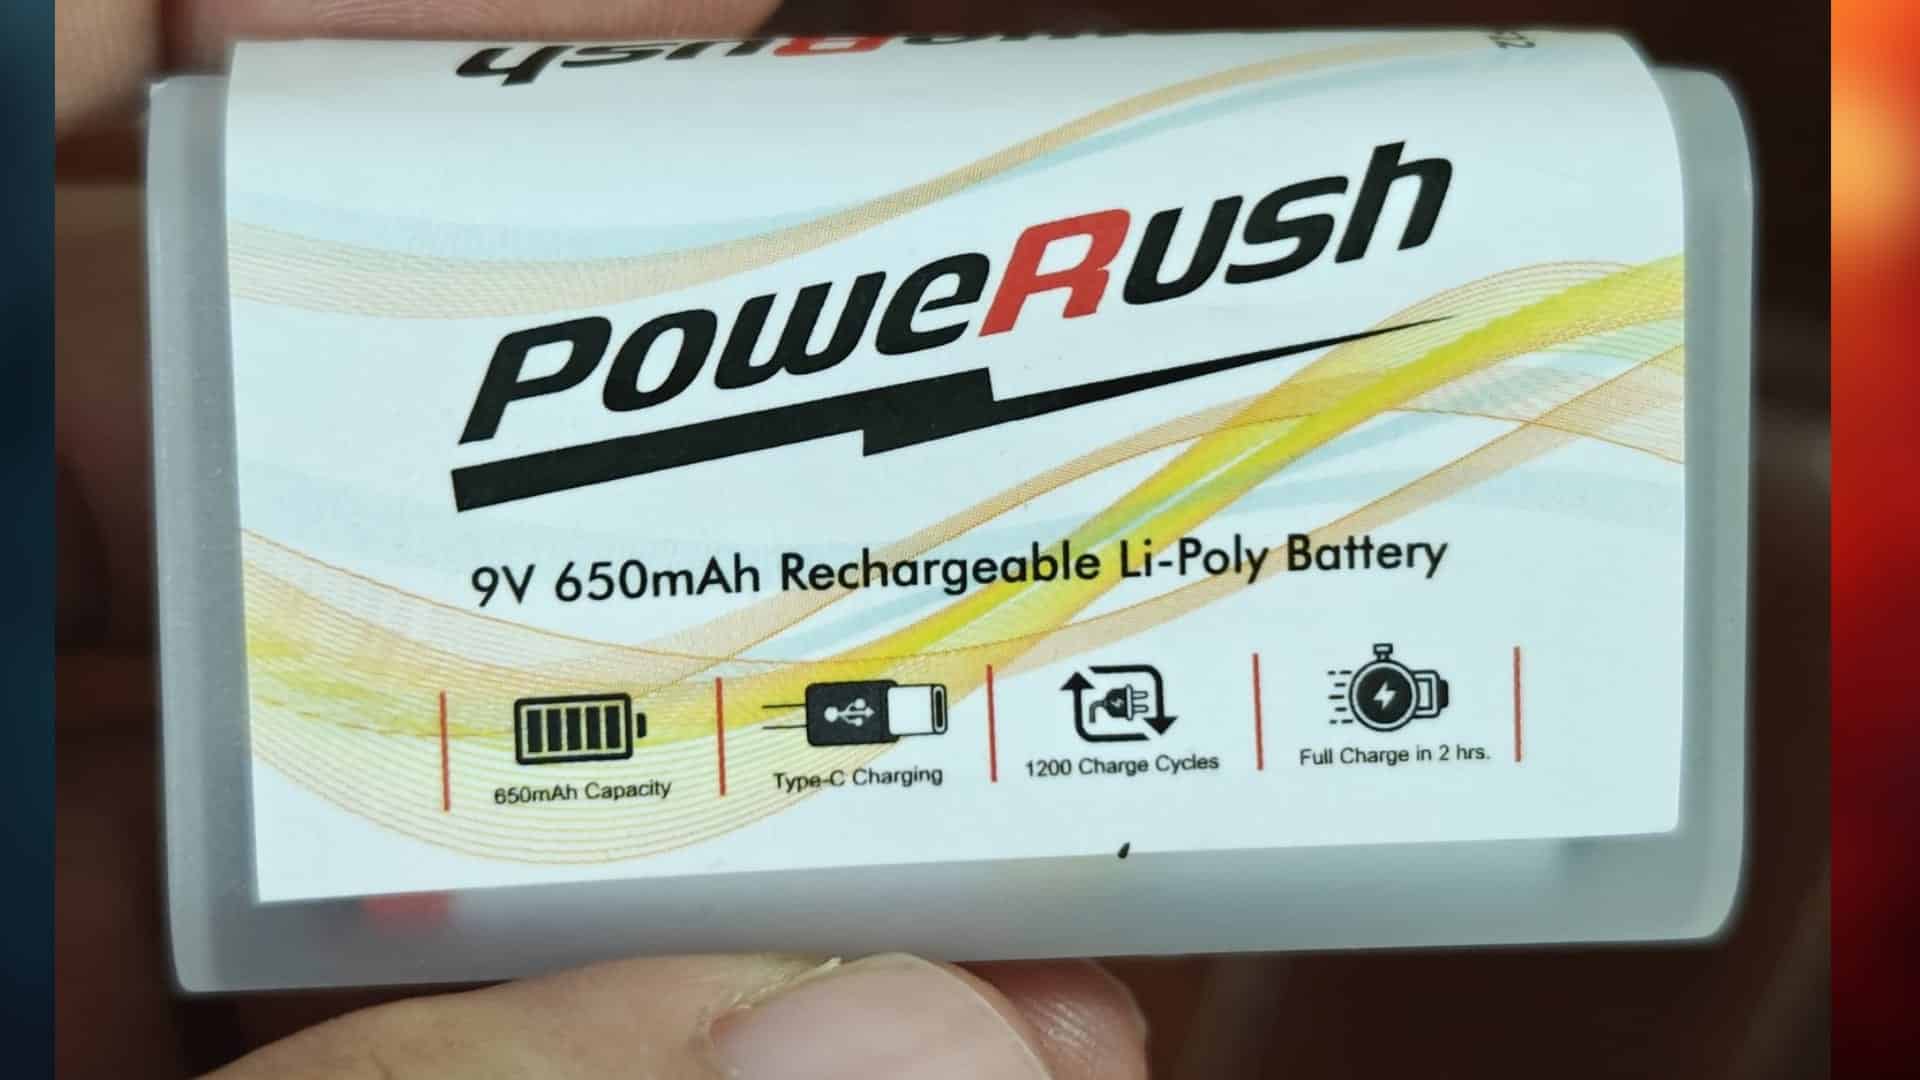 PoweRush
PoweRush
9V 650mAh Rechargeable Li-Poly Battery
650mAh Capacity
Type-C Charging
1200 Charge Cycles
Full Charge in 2 hrs.